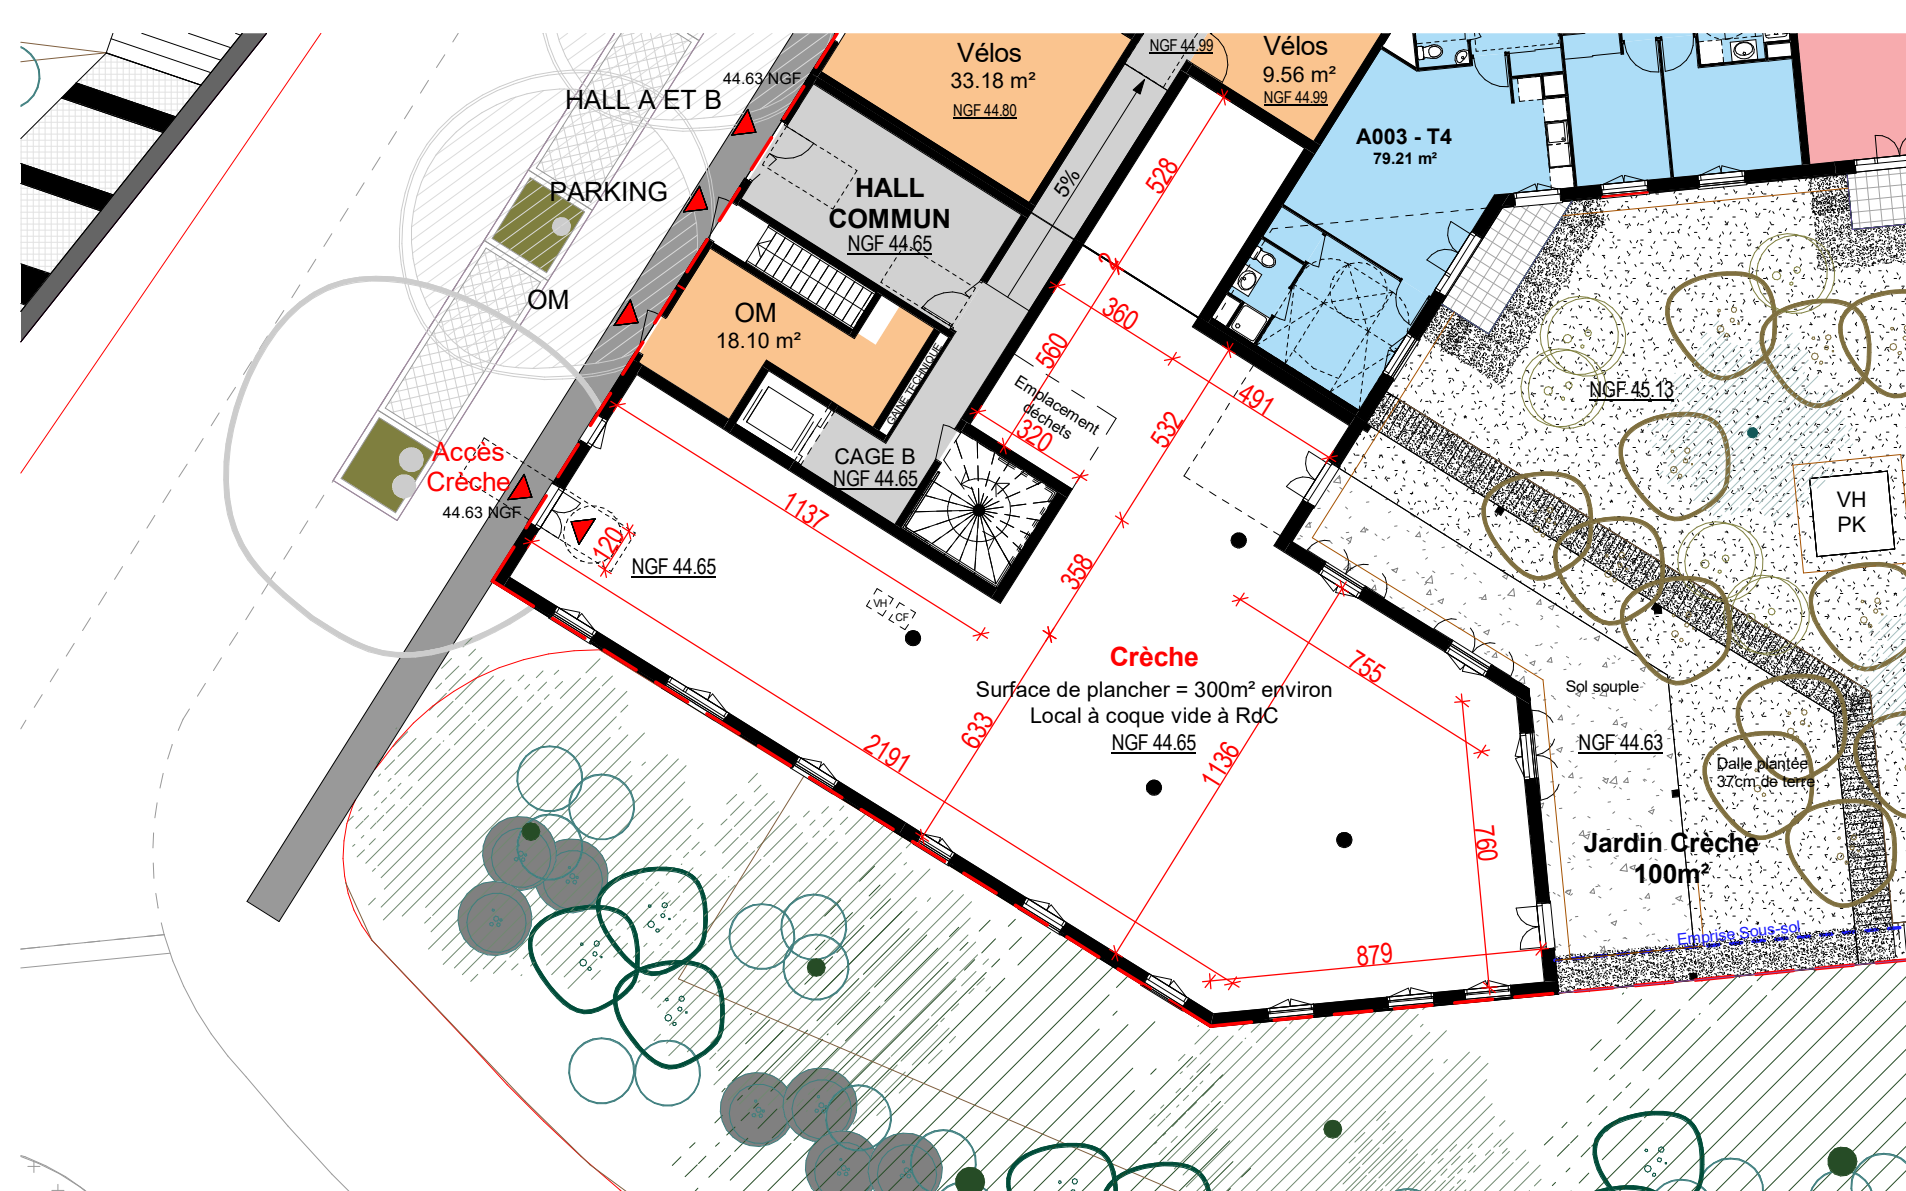 NGF 44.99
Vélos
33.18 m²
NGF 44.80
Vélos
9.56 m²
NGF 44.99
44.63 NGF
HALL A ET B
A003 - T4
79.21 m²
5%
528
PARKING
HALL
COMMUN
NGF 44.65
2
OM
OM
18.10 m²
360
560
GAINE TECHNIQUE
Emplacement
déchets
320
532
491
NGF 45.13
Accès
Crèche
44.63 NGF
CAGE B
NGF 44.65
1137
120
NGF 44.65
358
VH
PK
VH
CF
Crèche
Surface de plancher = 300m² environ
Local à coque vide à RdC
NGF 44.65
755
Sol souple
633
2191
1136
NGF 44.63
Dalle plantée
37cm de terre
760
Jardin Crèche
100m²
879
Emprise Sous-sol